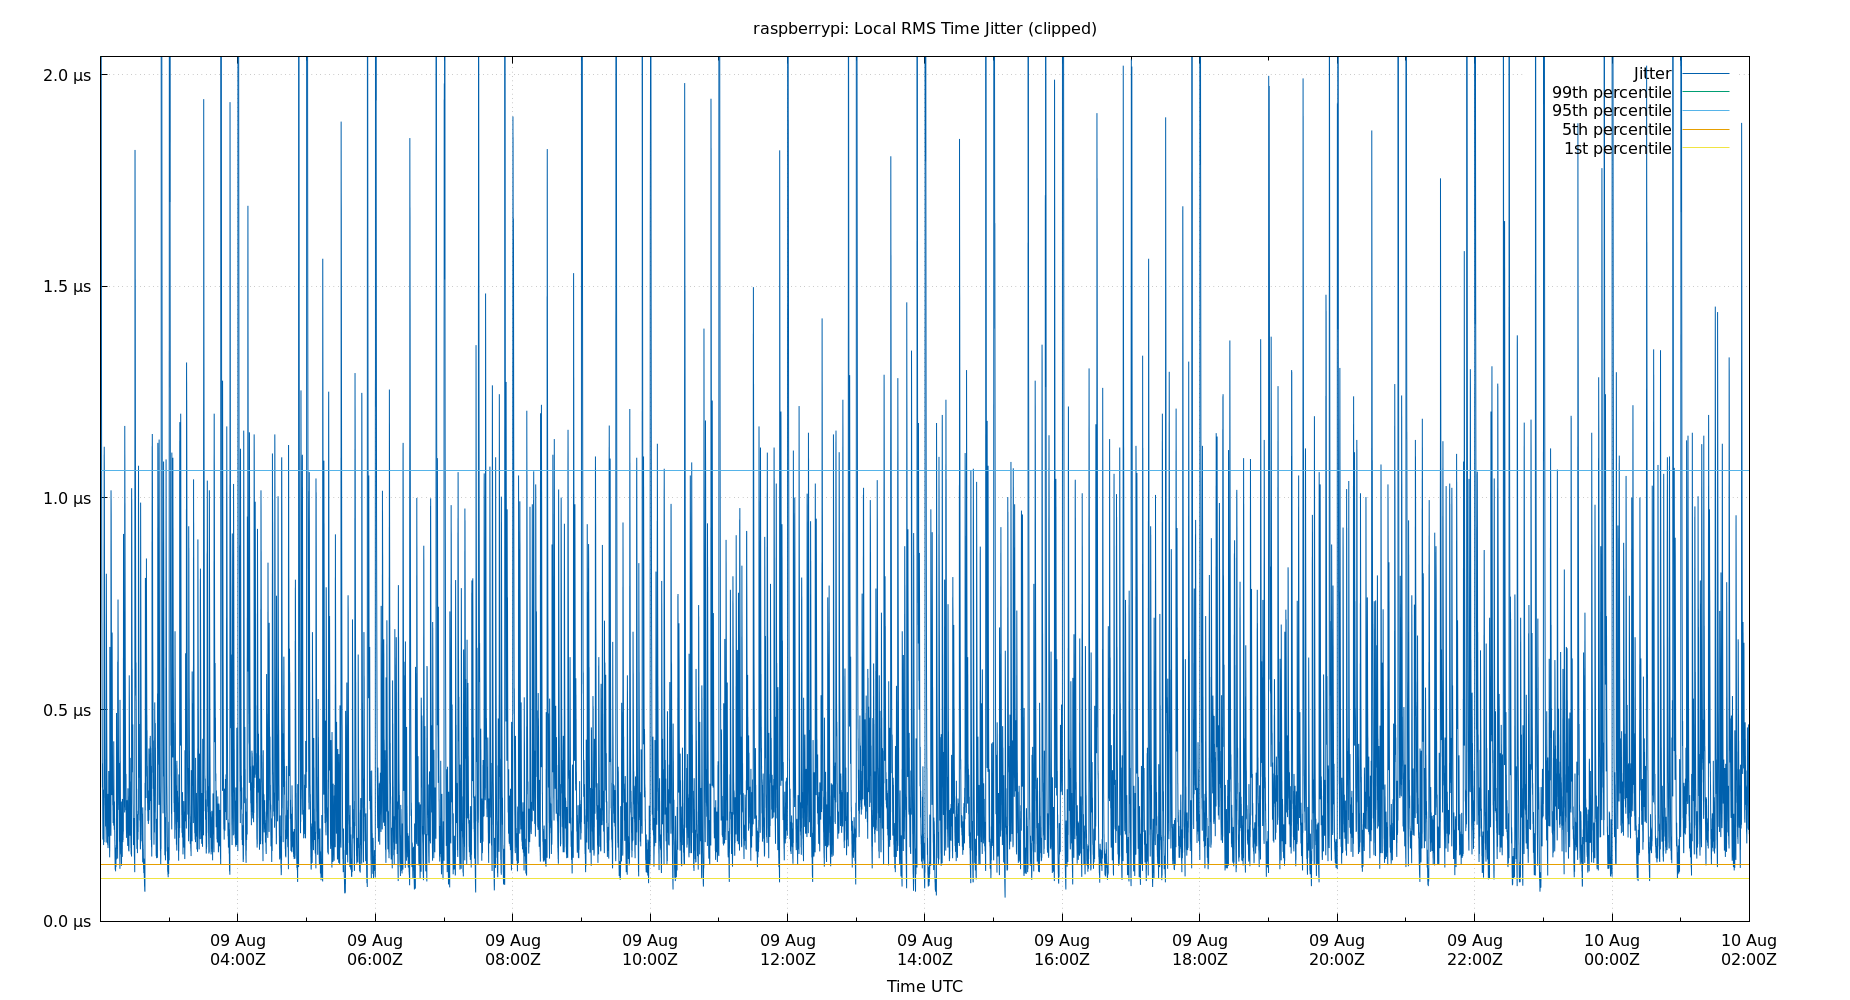 raspberrypi: Local RMS Time Jitter (clipped)
2.0 µs
1.5 µs
1.0 µs
0.5 µs
0.0 µs
Jitter
99th percentile
95th percentile
5th percentile
1st percentile
09 Aug 09 Aug 09 Aug 09 Aug 09 Aug 09 Aug 09 Aug 09 Aug 09 Aug 09 Aug 10 Aug 10 Aug
04:00Z 06:00Z 08:00Z 10:00Z 12:00Z 14:00Z 16:00Z 18:00Z 20:00Z 22:00Z 00:00Z 02:00Z
Time UTC